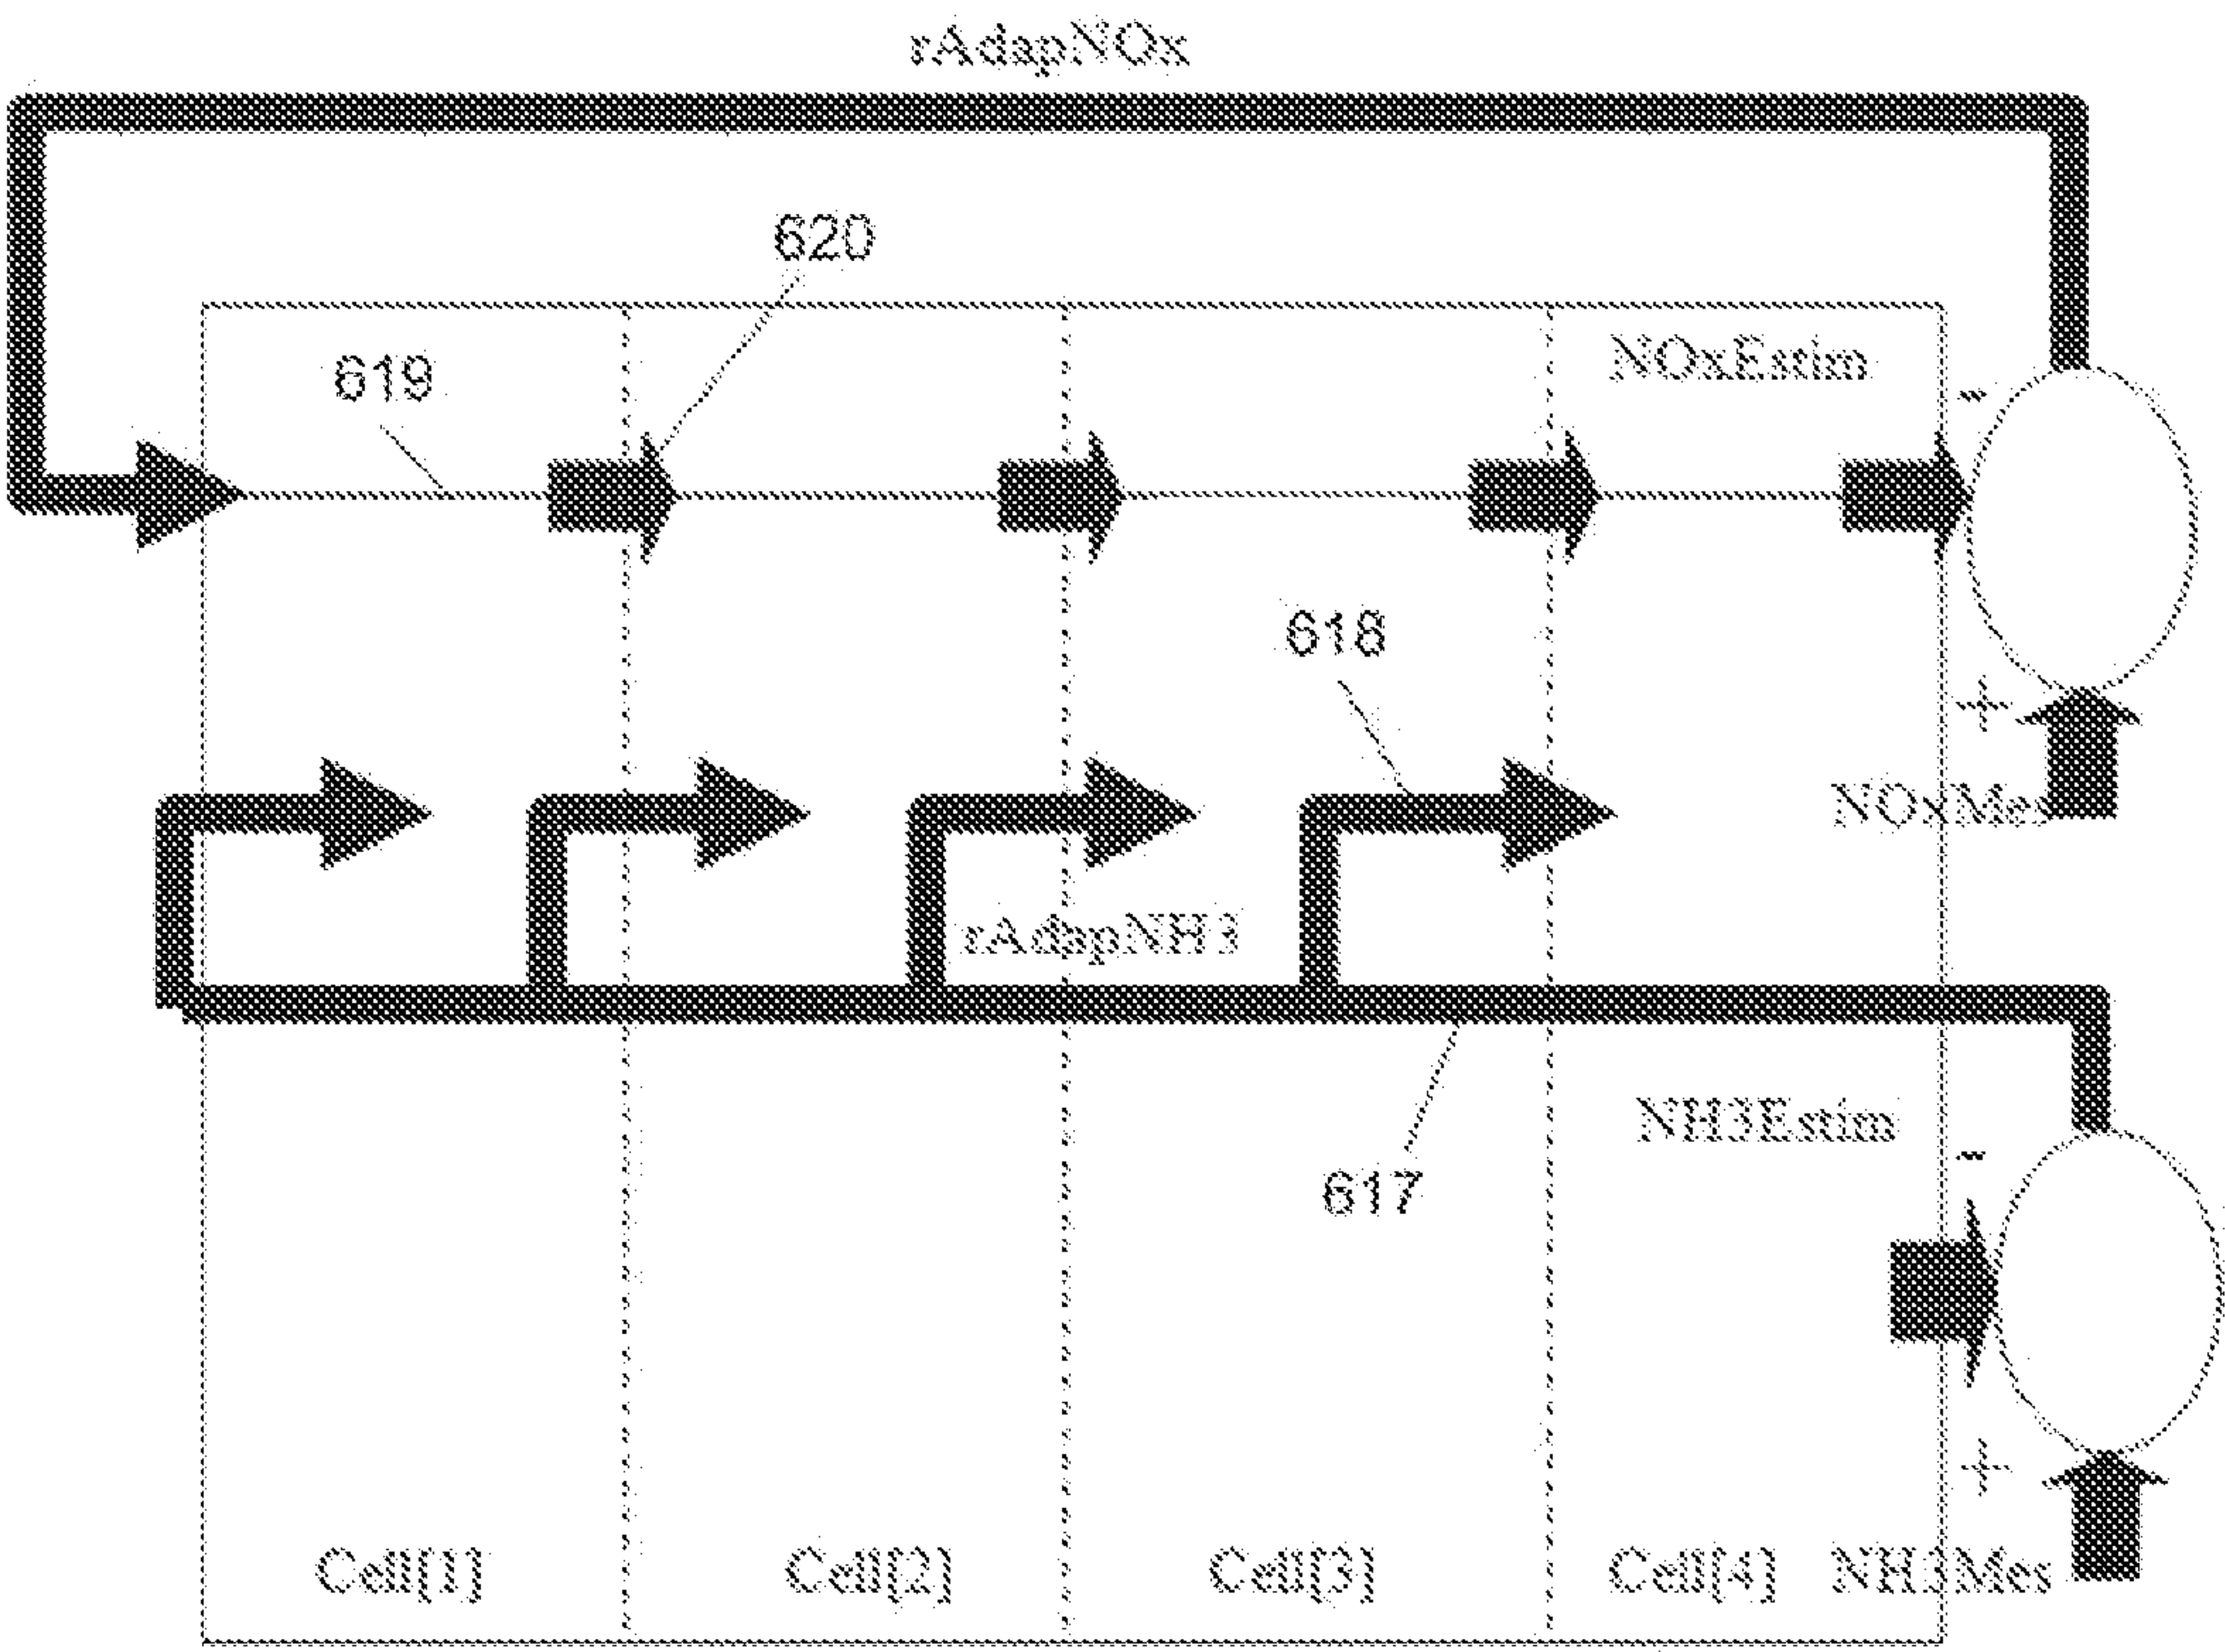 rAdapNOx
620
619
NOxEstim
-
618
+
NOxMes
rAdapNH3
NH3Estim
-
617
+
Cell[1] Cell[2] Cell[3] Cell[4] NH3Mes